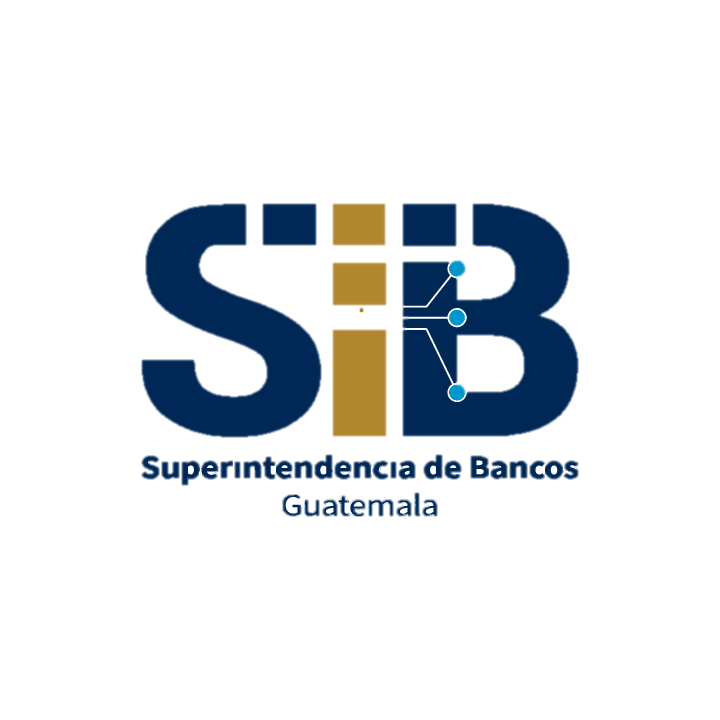 SIB
Superintendencia de Bancos
Guatemala